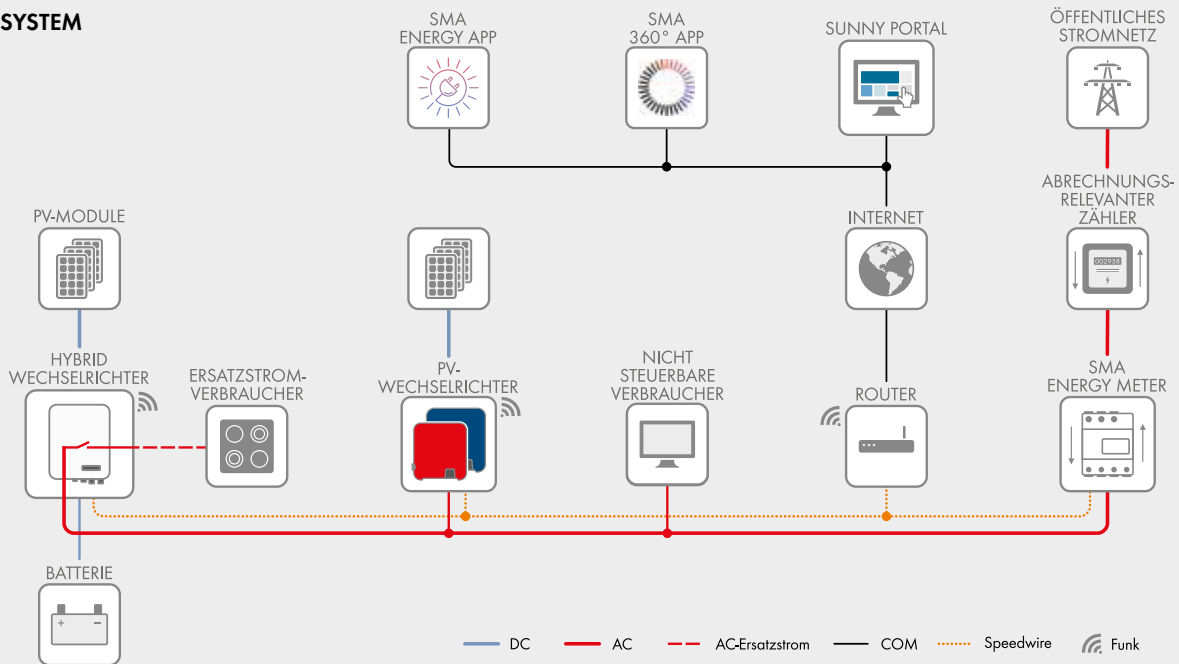 SYSTEM
SMA
ENERGY APP
SMA
360° APP
SUNNY PORTAL
ÖFFENTLICHES
STROMNETZ
ABRECHNUNGS-
RELEVANTER
ZÄHLER
002958
PV-MODULE
INTERNET
HYBRID
WECHSELRICHTER
ERSATZSTROM-
VERBRAUCHER
PV-
WECHSELRICHTER
NICHT
STEUERBARE
VERBRAUCHER
ROUTER
SMA
ENERGY METER
BATTERIE
+ −
DC
AC
AC-Ersatzstrom
COM
Speedwire
Funk